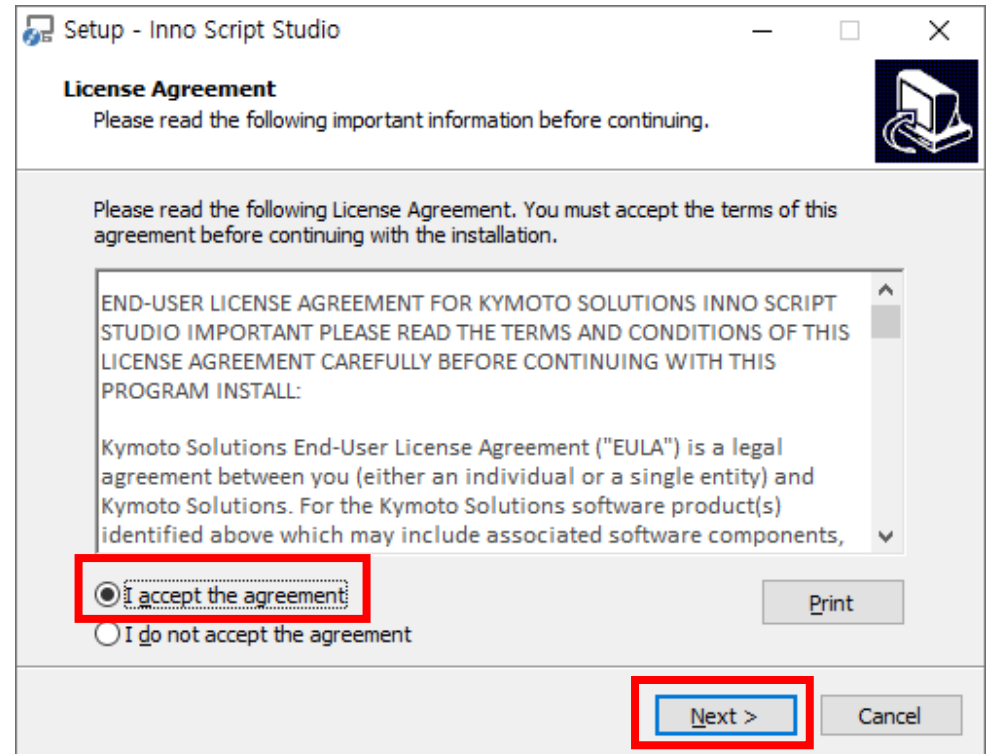 Setup - Inno Script Studio
License Agreement
Please read the following important information before continuing.
Please read the following License Agreement. You must accept the terms of this
agreement before continuing with the installation.
END-USER LICENSE AGREEMENT FOR KYMOTO SOLUTIONS INNO SCRIPT
STUDIO IMPORTANT PLEASE READ THE TERMS AND CONDITIONS OF THIS
LICENSE AGREEMENT CAREFULLY BEFORE CONTINUING WITH THIS
PROGRAM INSTALL:
Kymoto Solutions End-User License Agreement ("EULA") is a legal
agreement between you (either an individual or a single entity) and
Kymoto Solutions. For the Kymoto Solutions software product(s)
identified above which may include associated software components,
I accept the agreement
Print
I do not accept the agreement
Next >
Cancel